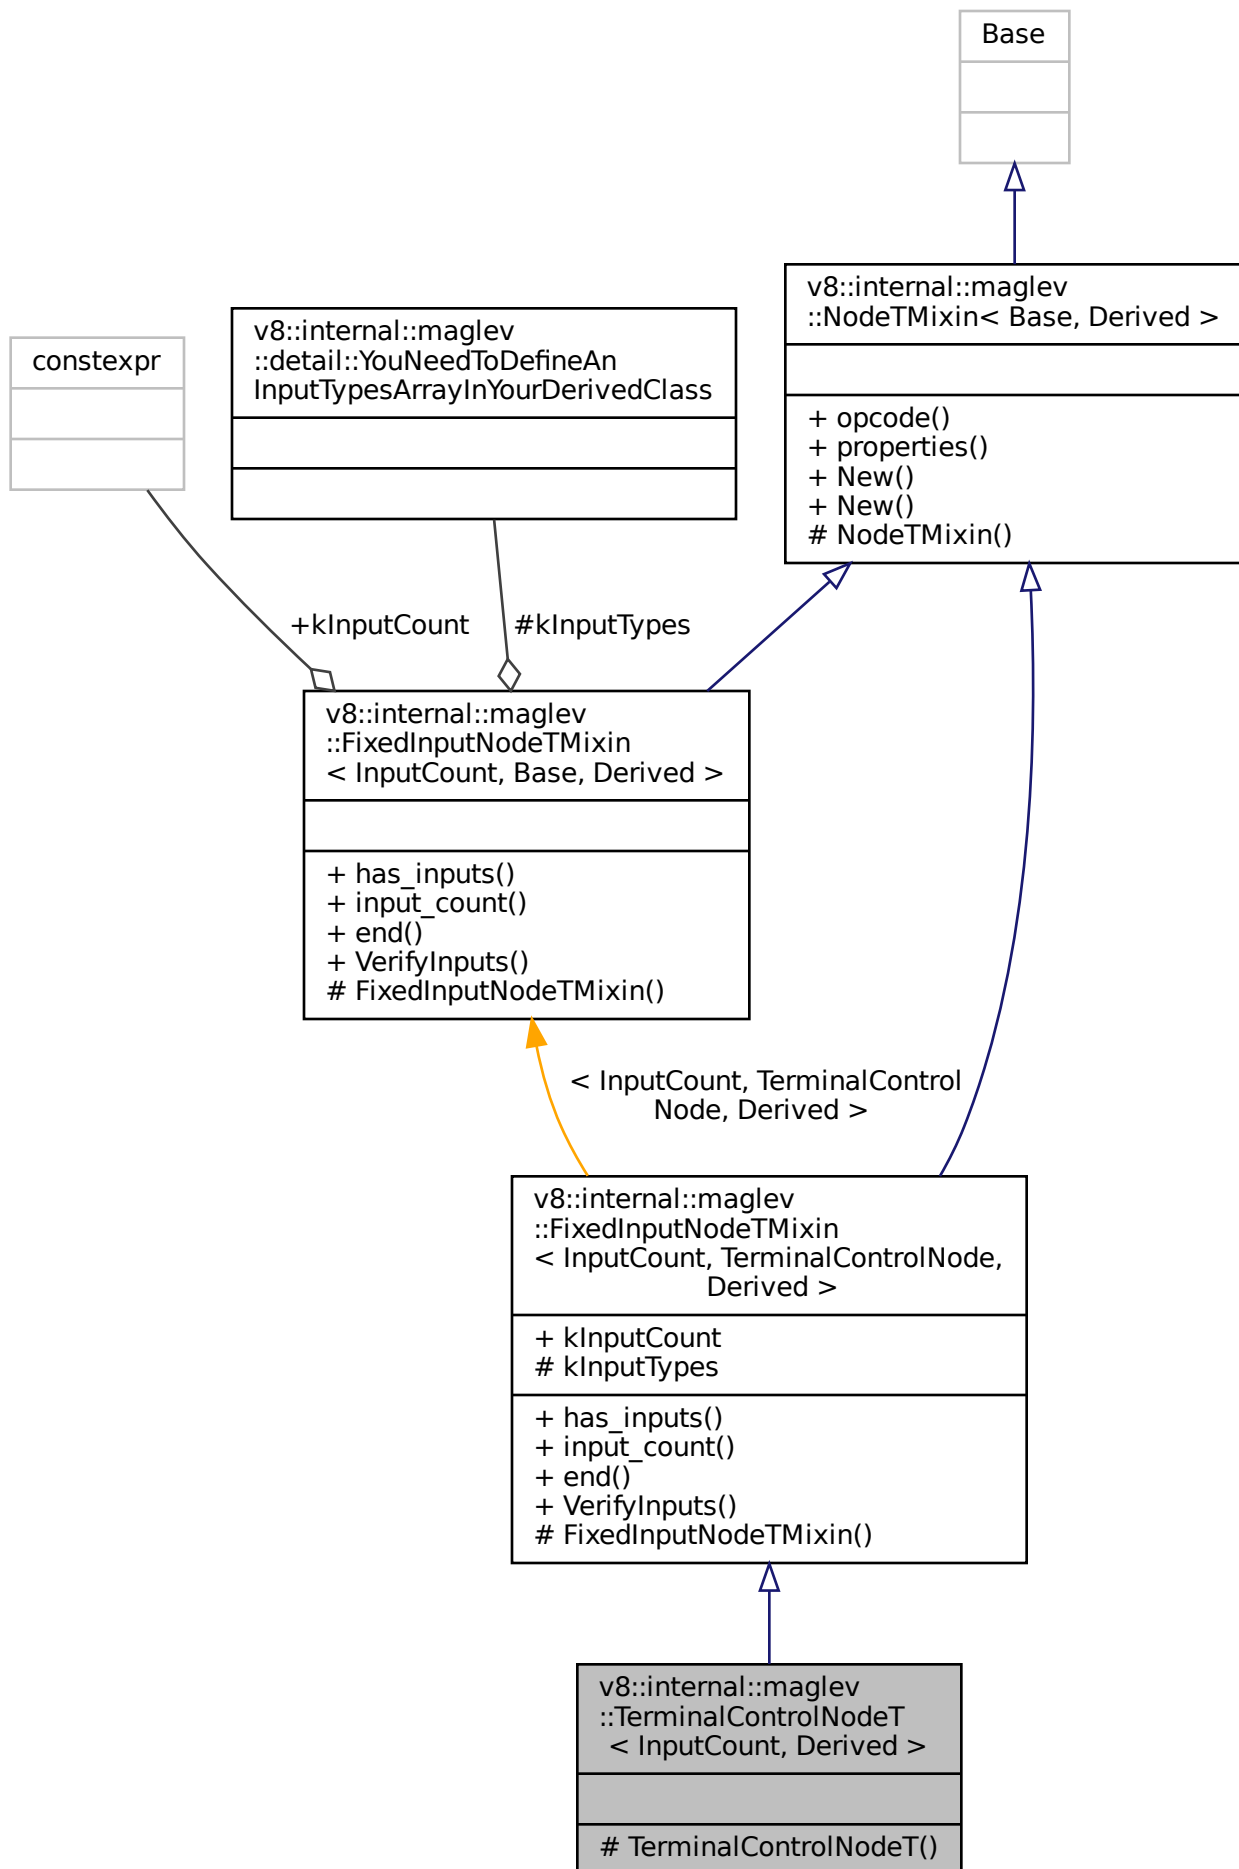 Base
v8::internal::maglev
::NodeTMixin< Base, Derived >
+ opcode()
+ properties()
+ New()
+ New()
# NodeTMixin()
v8::internal::maglev
::detail::YouNeedToDefineAn
InputTypesArrayInYourDerivedClass
constexpr
+kInputCount
#kInputTypes
v8::internal::maglev
::FixedInputNodeTMixin
< InputCount, Base, Derived >
+ has_inputs()
+ input_count()
+ end()
+ VerifyInputs()
# FixedInputNodeTMixin()
< InputCount, TerminalControl
Node, Derived >
v8::internal::maglev
::FixedInputNodeTMixin
< InputCount, TerminalControlNode,
Derived >
+ kInputCount
# kInputTypes
+ has_inputs()
+ input_count()
+ end()
+ VerifyInputs()
# FixedInputNodeTMixin()
v8::internal::maglev
::TerminalControlNodeT
< InputCount, Derived >
# TerminalControlNodeT()